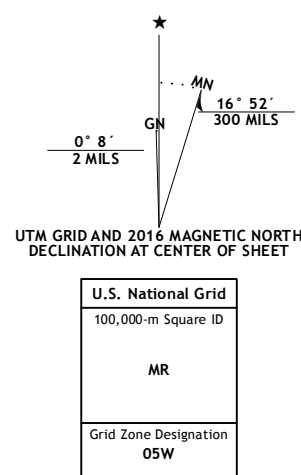 ★
MN
GN
16° 52´
300 MILS
0° 8´
2 MILS
UTM GRID AND 2016 MAGNETIC NORTH
DECLINATION AT CENTER OF SHEET
U.S. National Grid
100,000-m Square ID
MR
Grid Zone Designation
05W